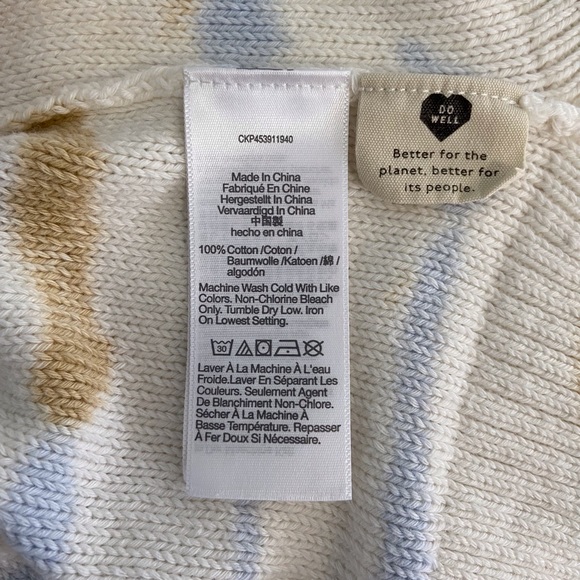 CKP453911940
Made In China
Fabriqué En Chine
Hergestellt In China
Vervaardigd In China
中国製
hecho en china
100% Cotton /Coton /
Baumwolle /Katoen /綿 /
algodón
Machine Wash Cold With Like
Colors. Non-Chlorine Bleach
Only. Tumble Dry Low. Iron
On Lowest Setting.
30
Laver À La Machine À L'eau
Froide.Laver En Séparant Les
Couleurs. Seulement Agent
De Blanchiment Non-Chlore.
Sécher À La Machine À
Basse Température. Repasser
À Fer Doux Si Nécessaire.
DO
WELL
Better for the
planet, better for
its people.